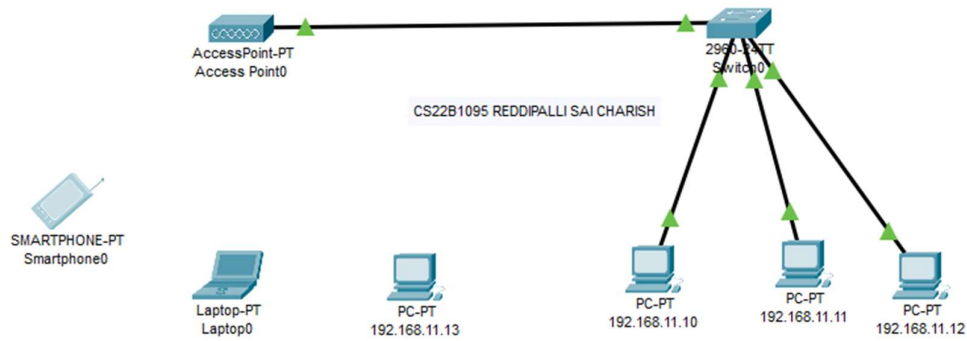 AccessPoint-PT
Access Point0
2960-24TT
Switch0
CS22B1095 REDDIPALLI SAI CHARISH
SMARTPHONE-PT
Smartphone0
Laptop-PT
Laptop0
PC-PT
192.168.11.13
PC-PT
192.168.11.10
PC-PT
192.168.11.11
PC-PT
192.168.11.12